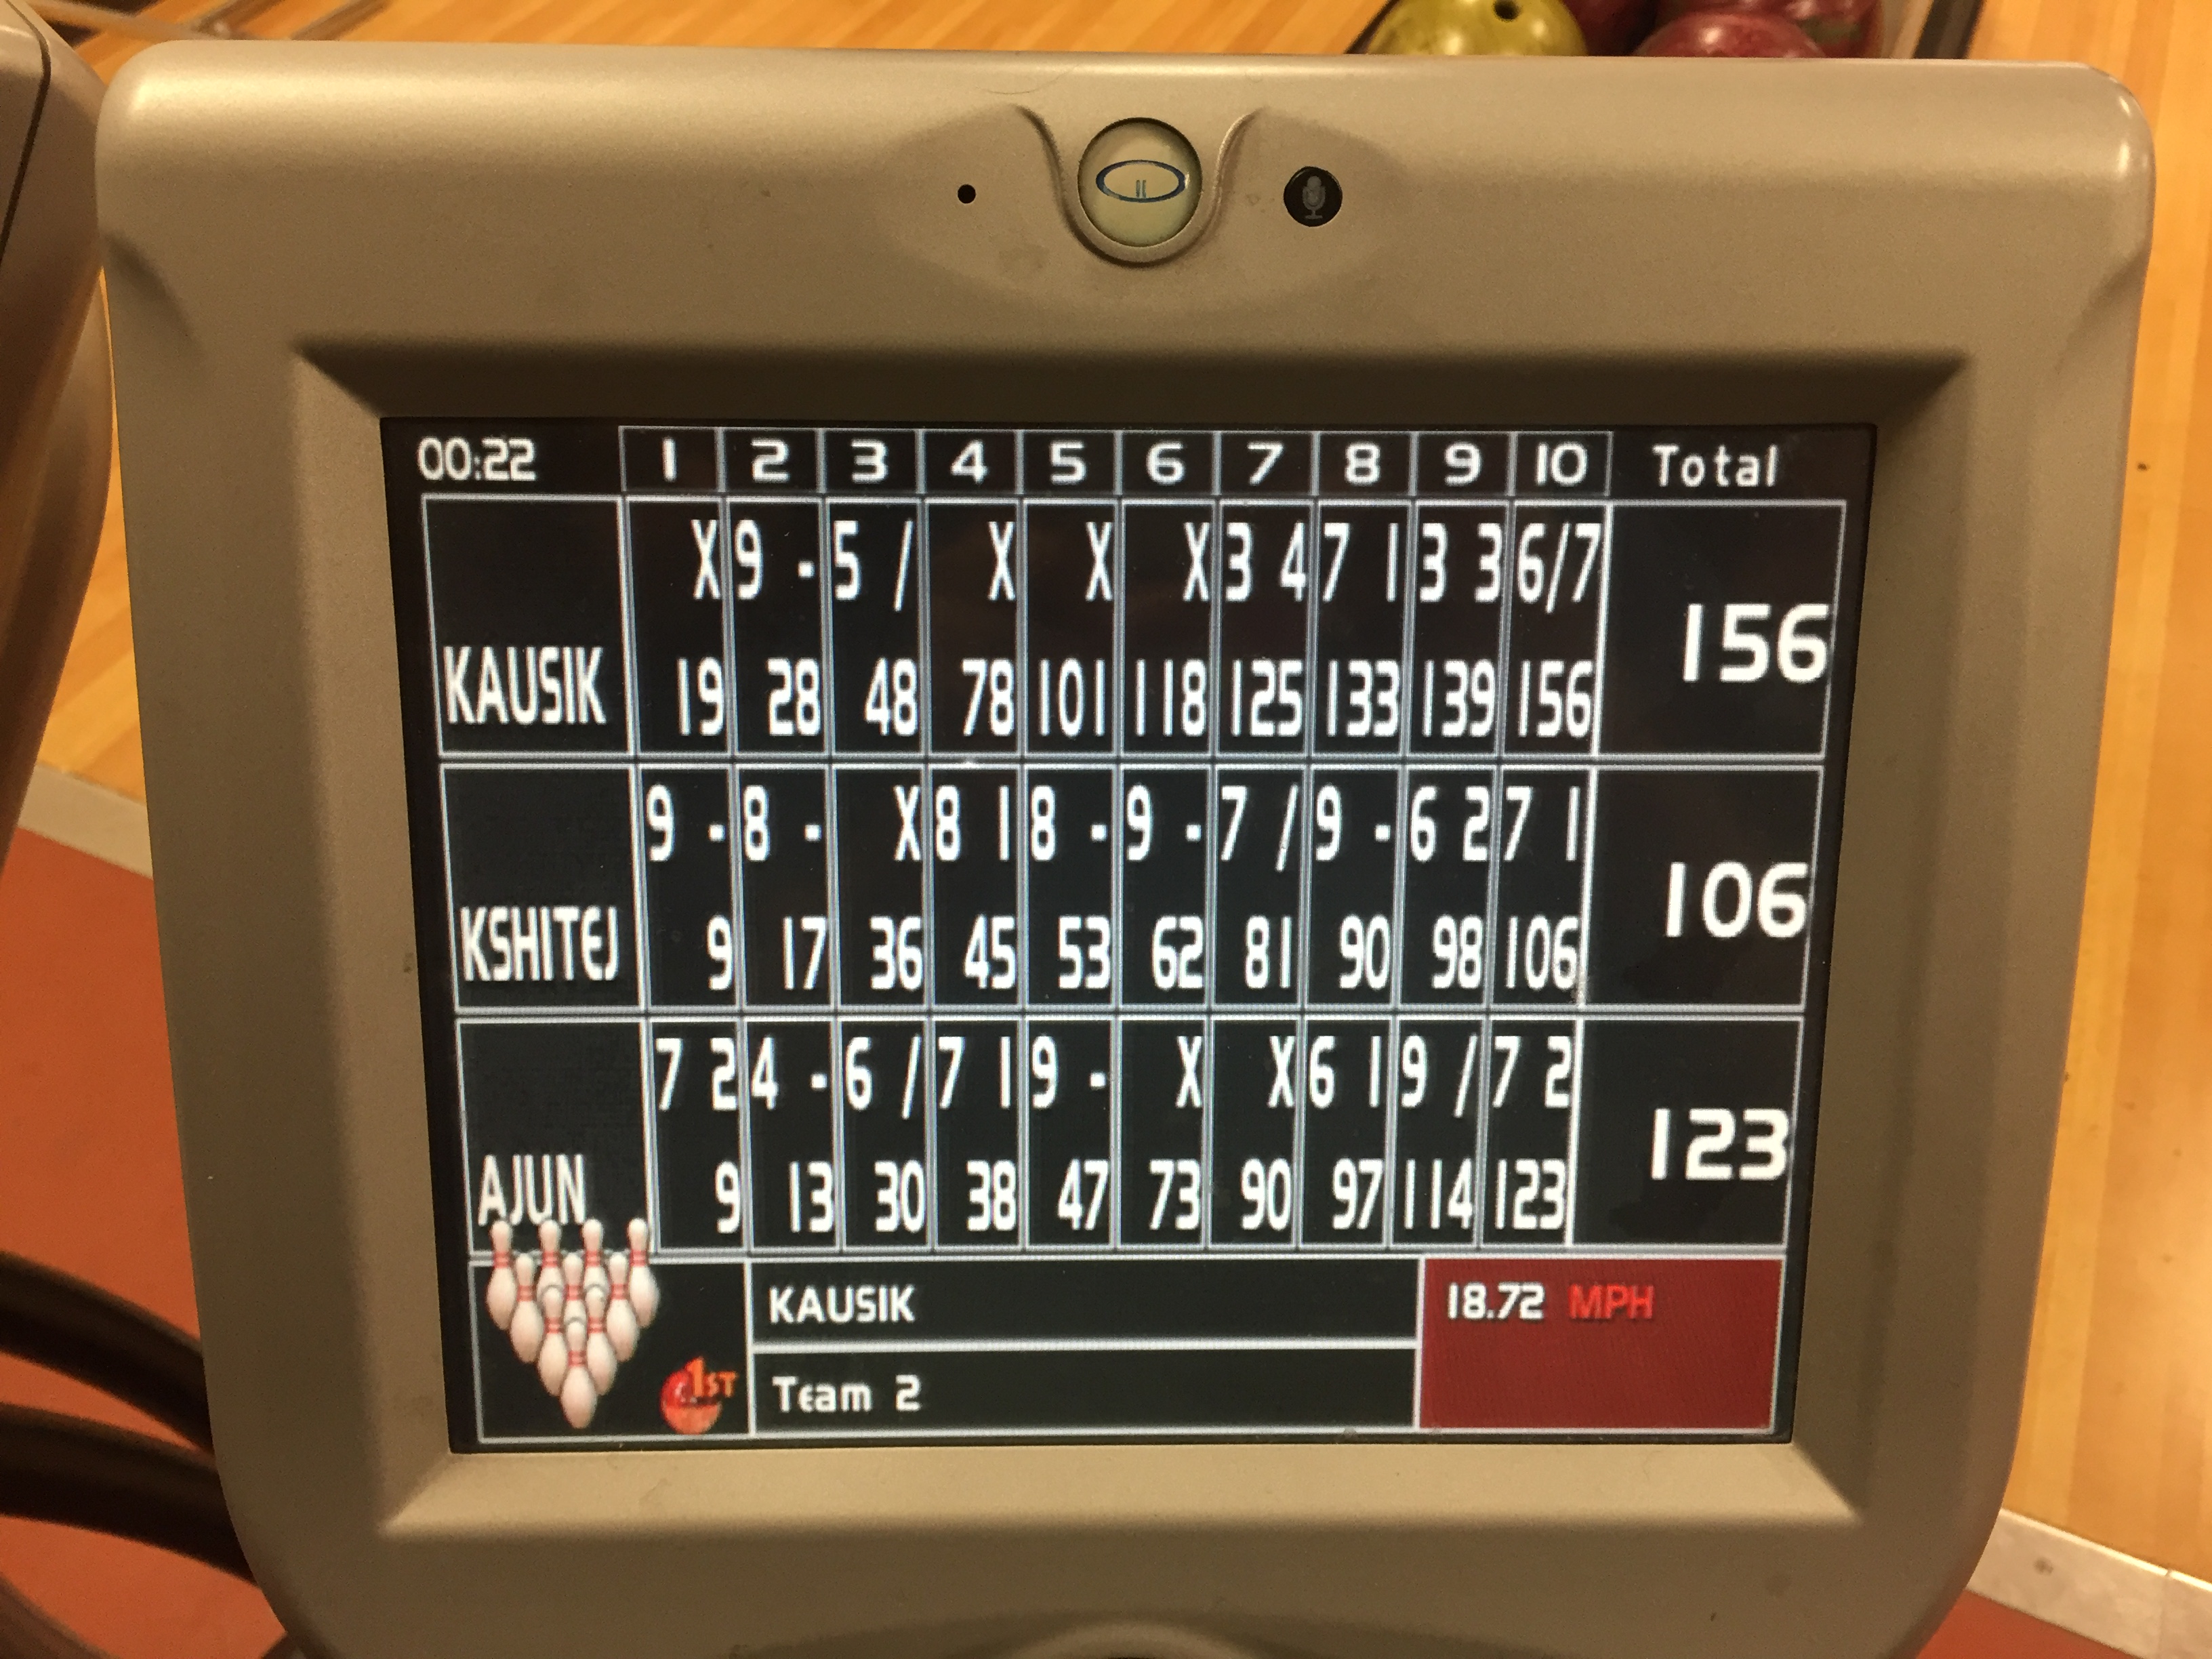 00:22 1 2 3 4 5 6 7 8 9 10 Total
X 9 - 5 / X X X 3 4 7 1 3 3 6/7
KAUSIK 19 28 48 78 101 118 125 133 139 156 156
9 - 8 - X 8 1 8 - 9 - 7 / 9 - 6 2 7 1
KSHITEJ 9 17 36 45 53 62 81 90 98 106 106
7 2 4 - 6 / 7 1 9 - X X 6 1 9 / 7 2
AJUN 9 13 30 38 47 73 90 97 114 123 123
KAUSIK 18.72 MPH
1ST
Team 2